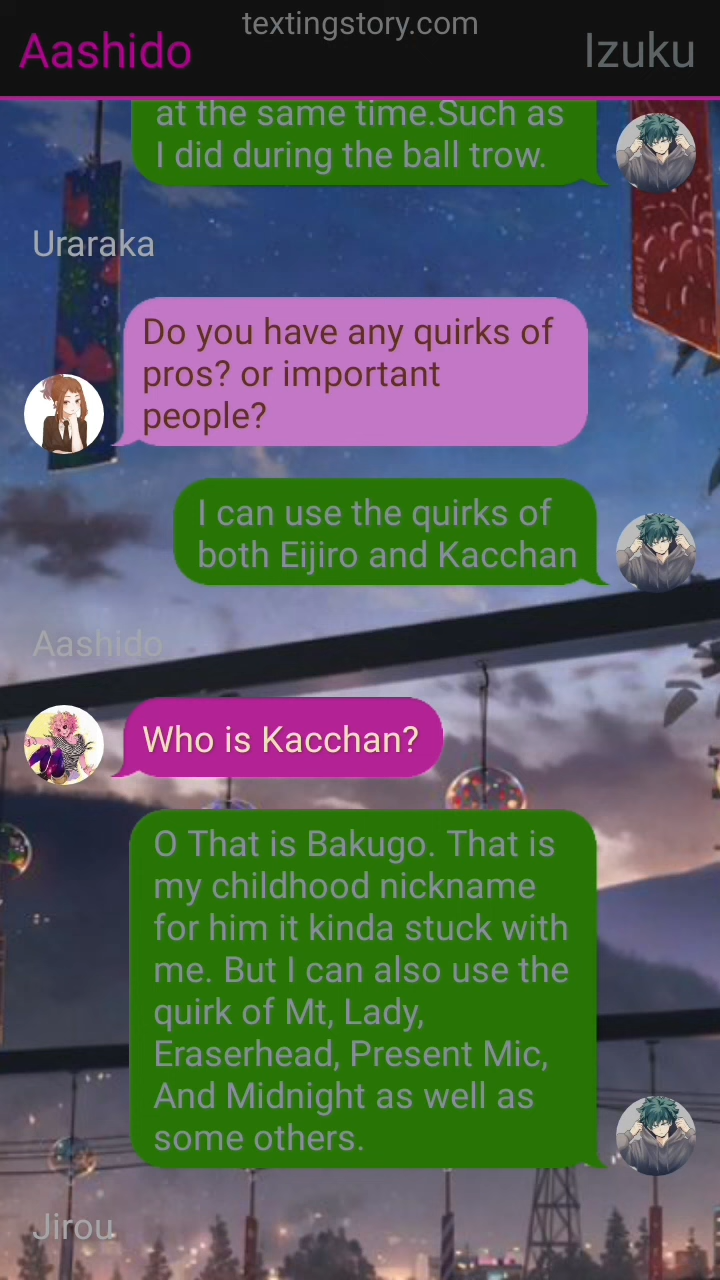 textingstory.com
Aashido
Izuku
at the same time.Such as
I did during the ball trow.
Uraraka
Do you have any quirks of
pros? or important
people?
I can use the quirks of
both Eijiro and Kacchan
Aashido
Who is Kacchan?
O That is Bakugo. That is
my childhood nickname
for him it kinda stuck with
me. But I can also use the
quirk of Mt, Lady,
Eraserhead, Present Mic,
And Midnight as well as
some others.
Jirou